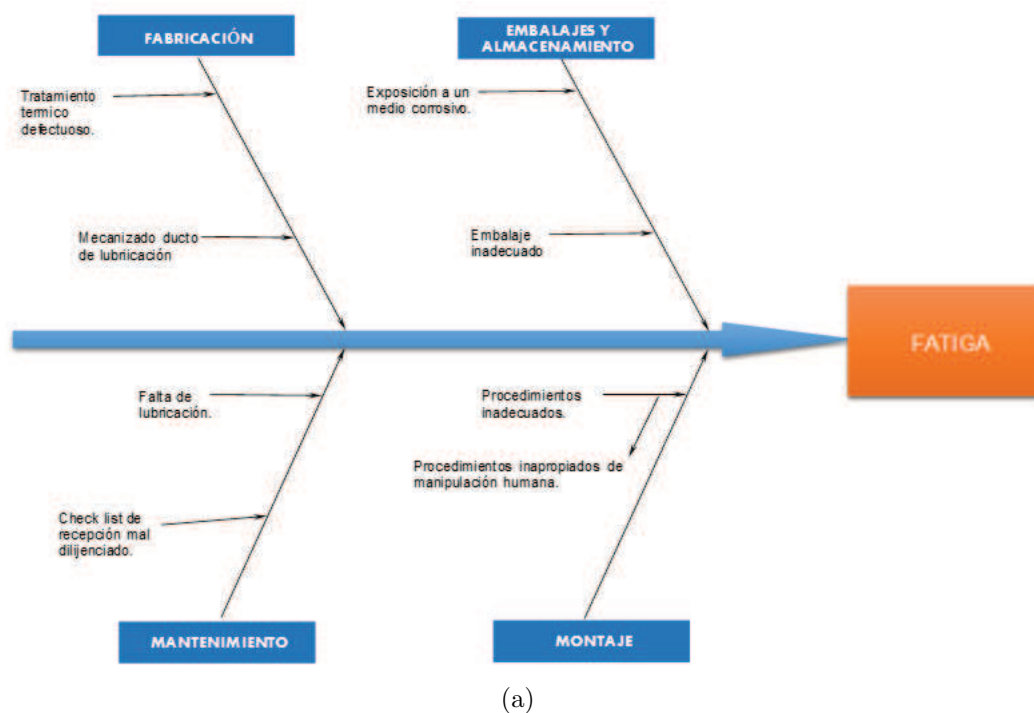 FABRICACIÓN
EMBALAJES Y
ALMACENAMIENTO
Tratamiento
termico
defectuoso.
Exposición a un
medio corrosivo.
Mecanizado ducto
de lubricación
Embalaje
inadecuado
FATIGA
Falta de
lubricación.
Procedimientos
inadecuados.
Procedimientos inapropiados de
manipulación humana.
Check list de
recepción mal
dilijenciado.
MANTENIMIENTO
MONTAJE
(a)